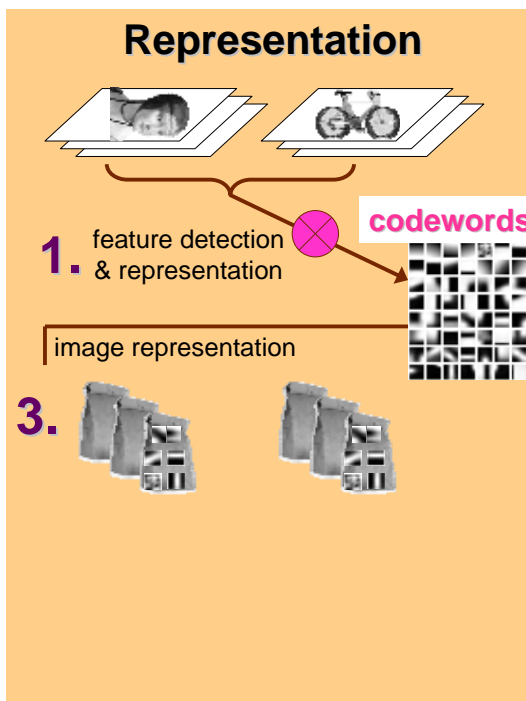 Representation
codewords
1. feature detection
& representation
image representation
3.